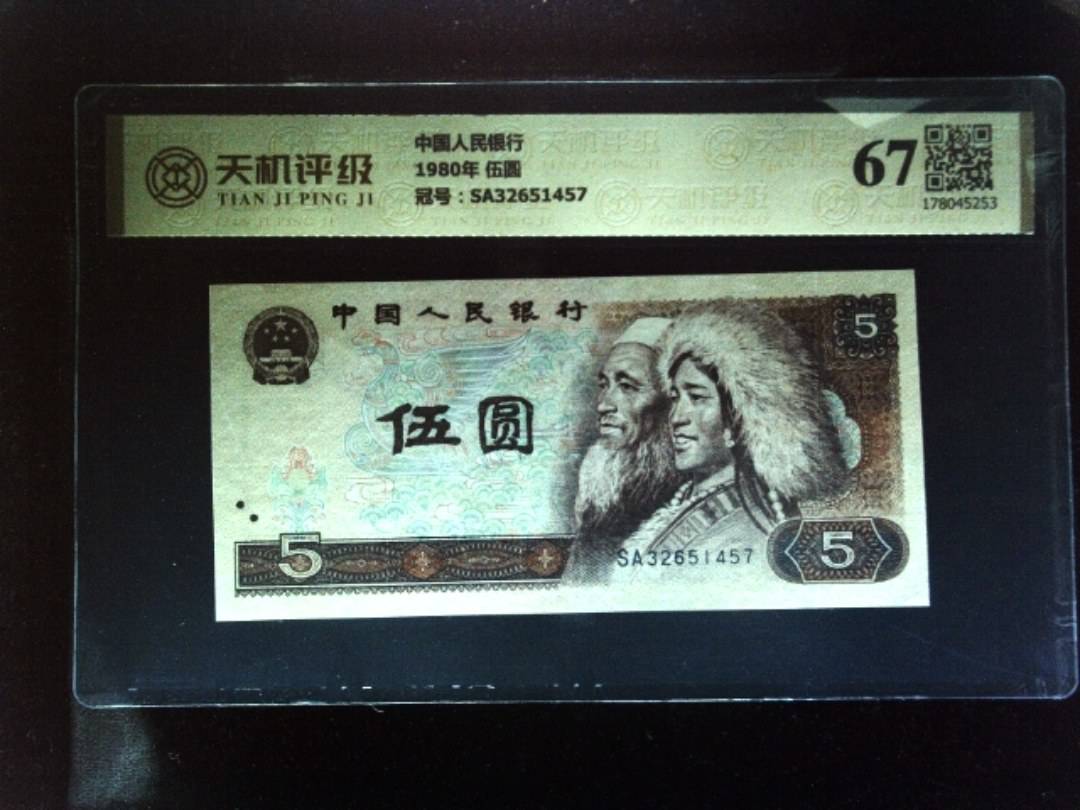 天机评级
TIAN JI PING JI
中国人民银行
1980年 伍圆
冠号：SA32651457
67
178045253
中国人民银行
5
伍圆
5
SA32651457
5